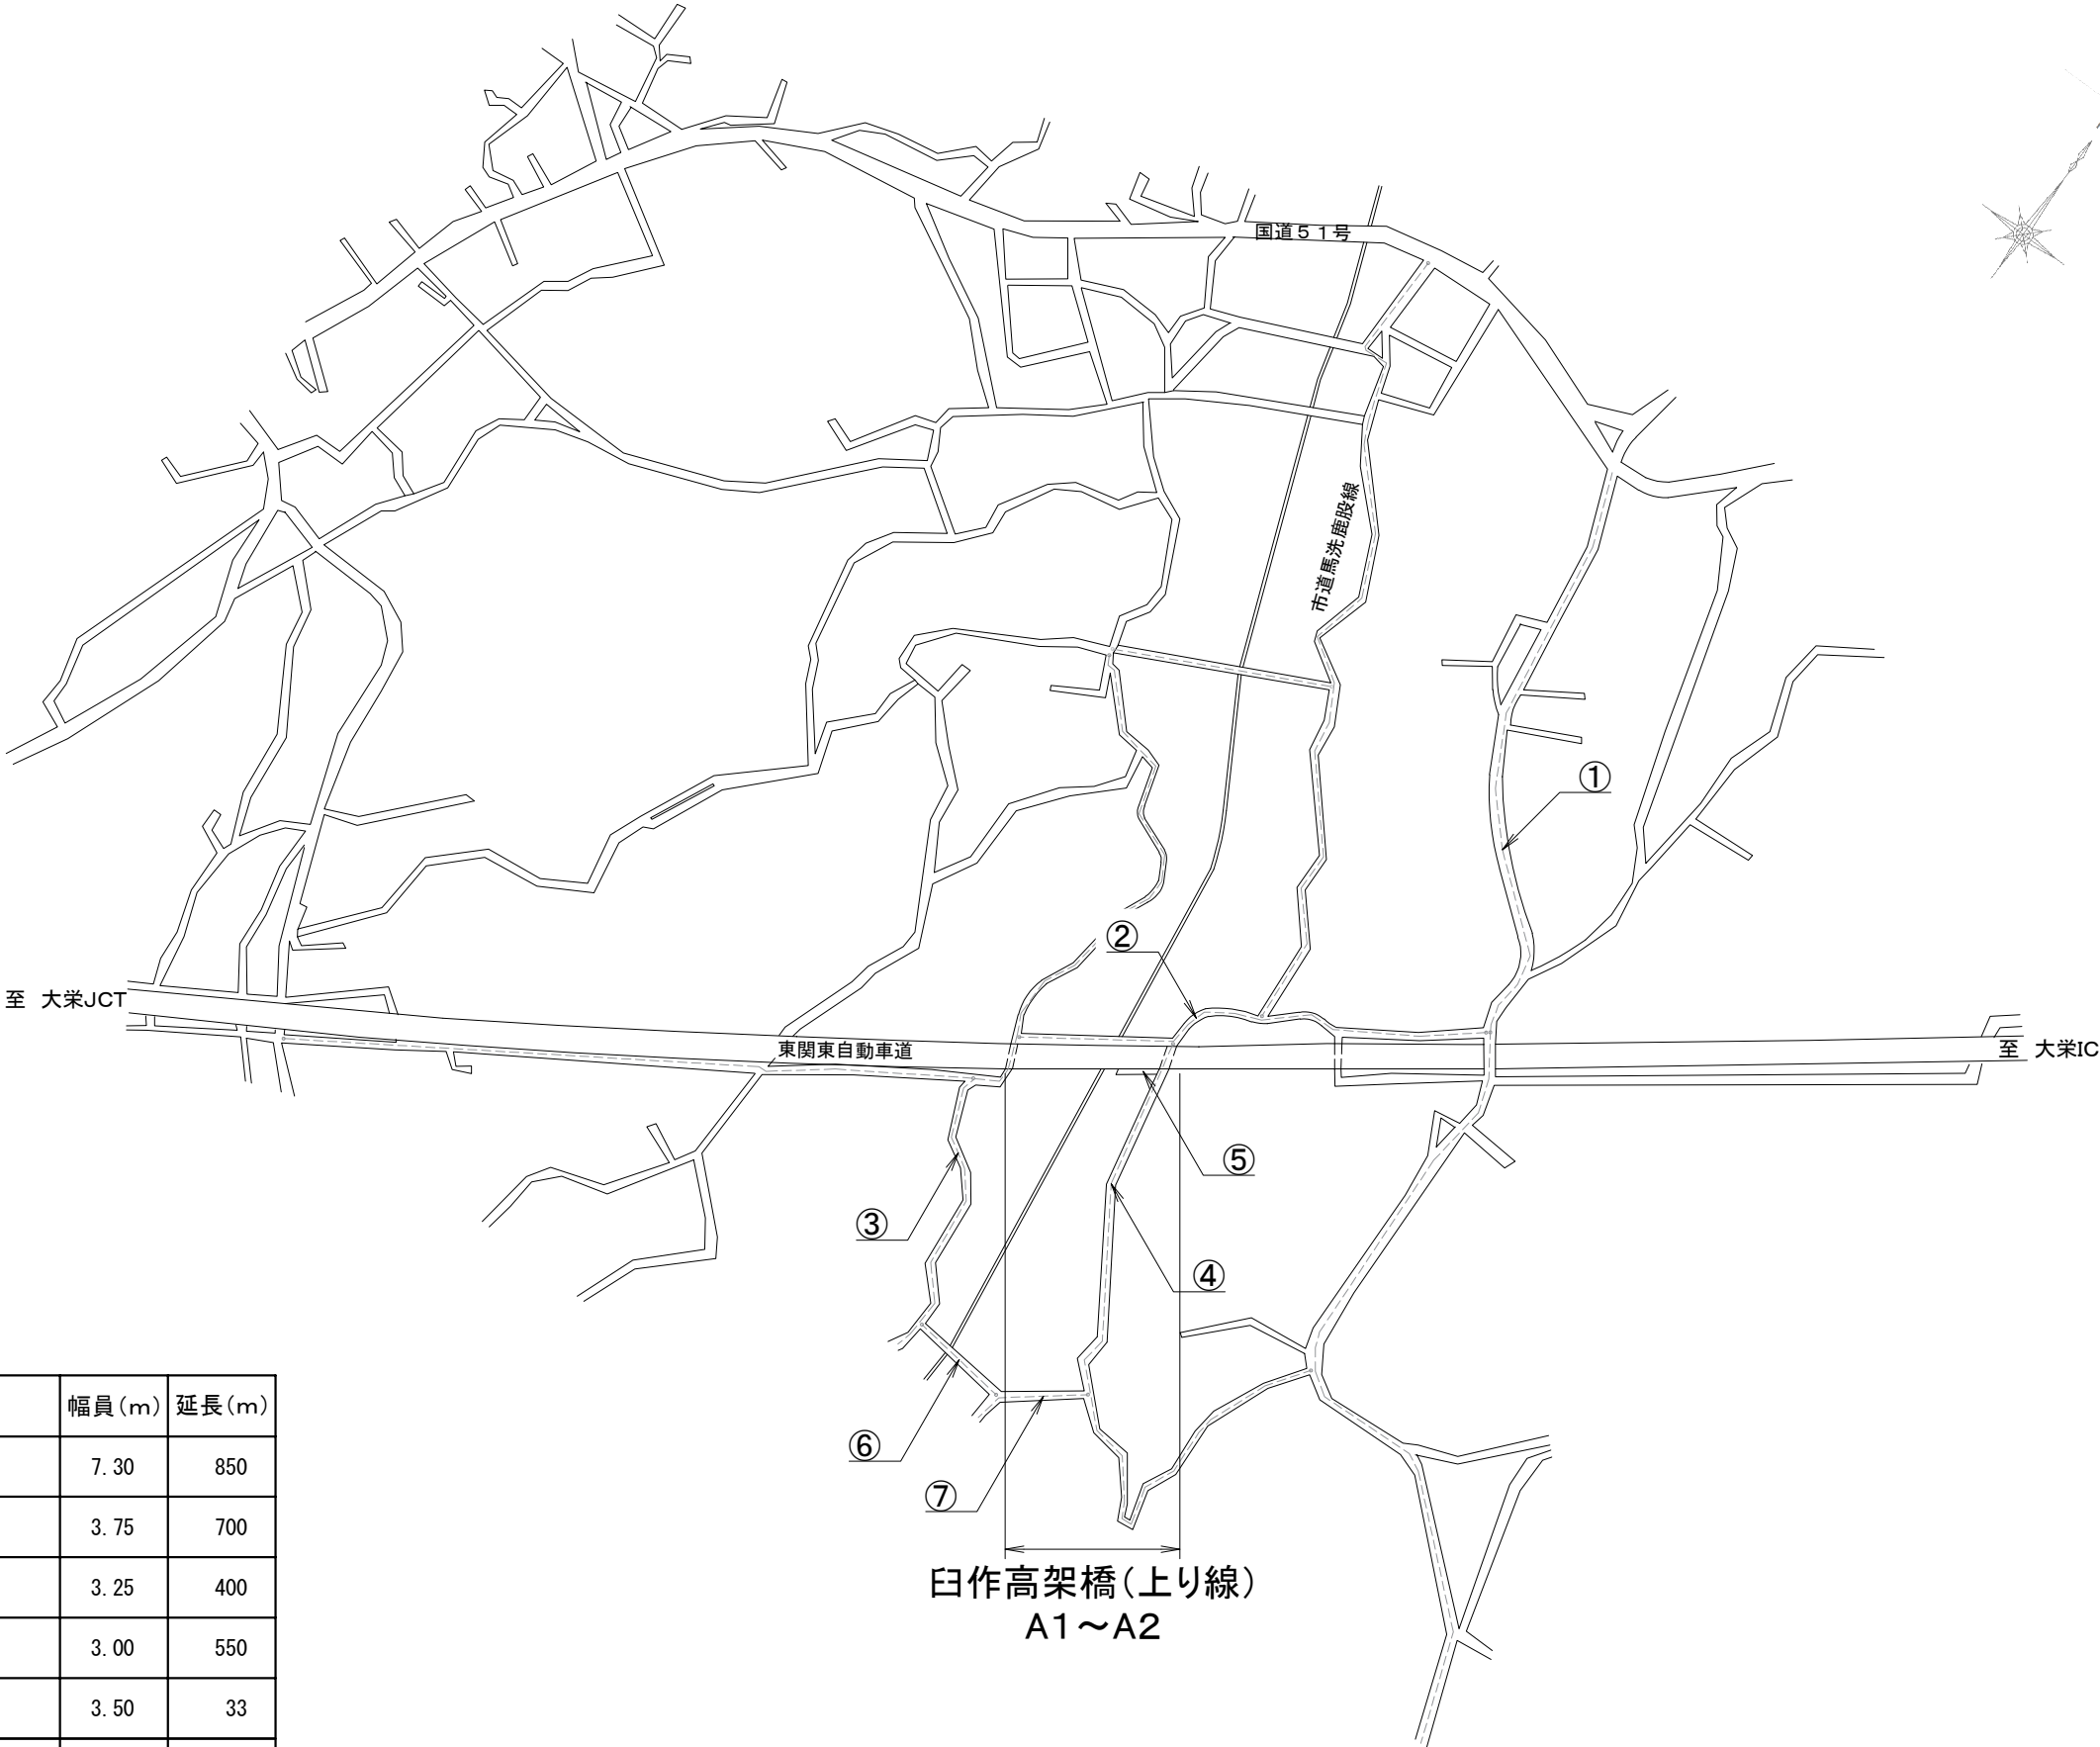 国道５１号
市道馬洗鹿股線
①
②
至　大栄JCT
東関東自動車道
至　大栄IC
⑤
③
④
⑥
⑦
臼作高架橋（上り線）
A1～A2
幅員（m） 延長（m）
7.30 850
3.75 700
3.25 400
3.00 550
3.50 33